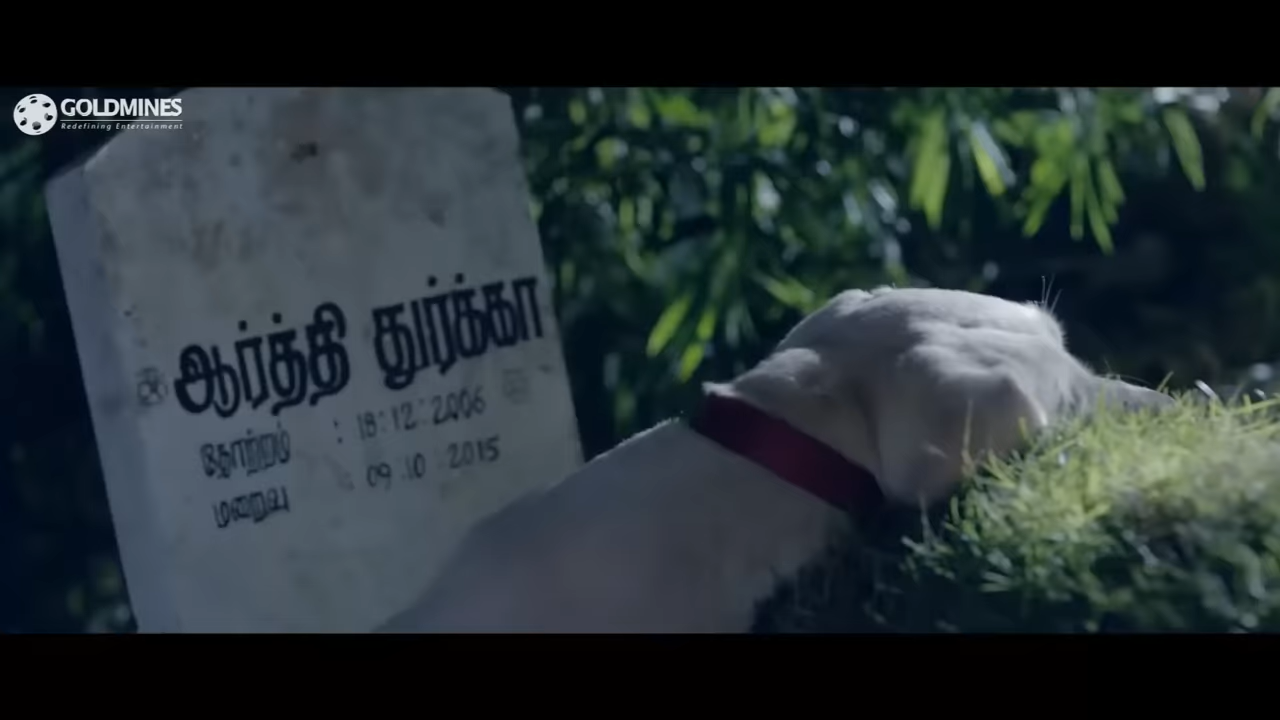 GOLDMINES
Redefining Entertainment
ஆர்த்தி துர்க்கா
தோற்றம் : 18:12:2006
மறைவு : 09.10.2015